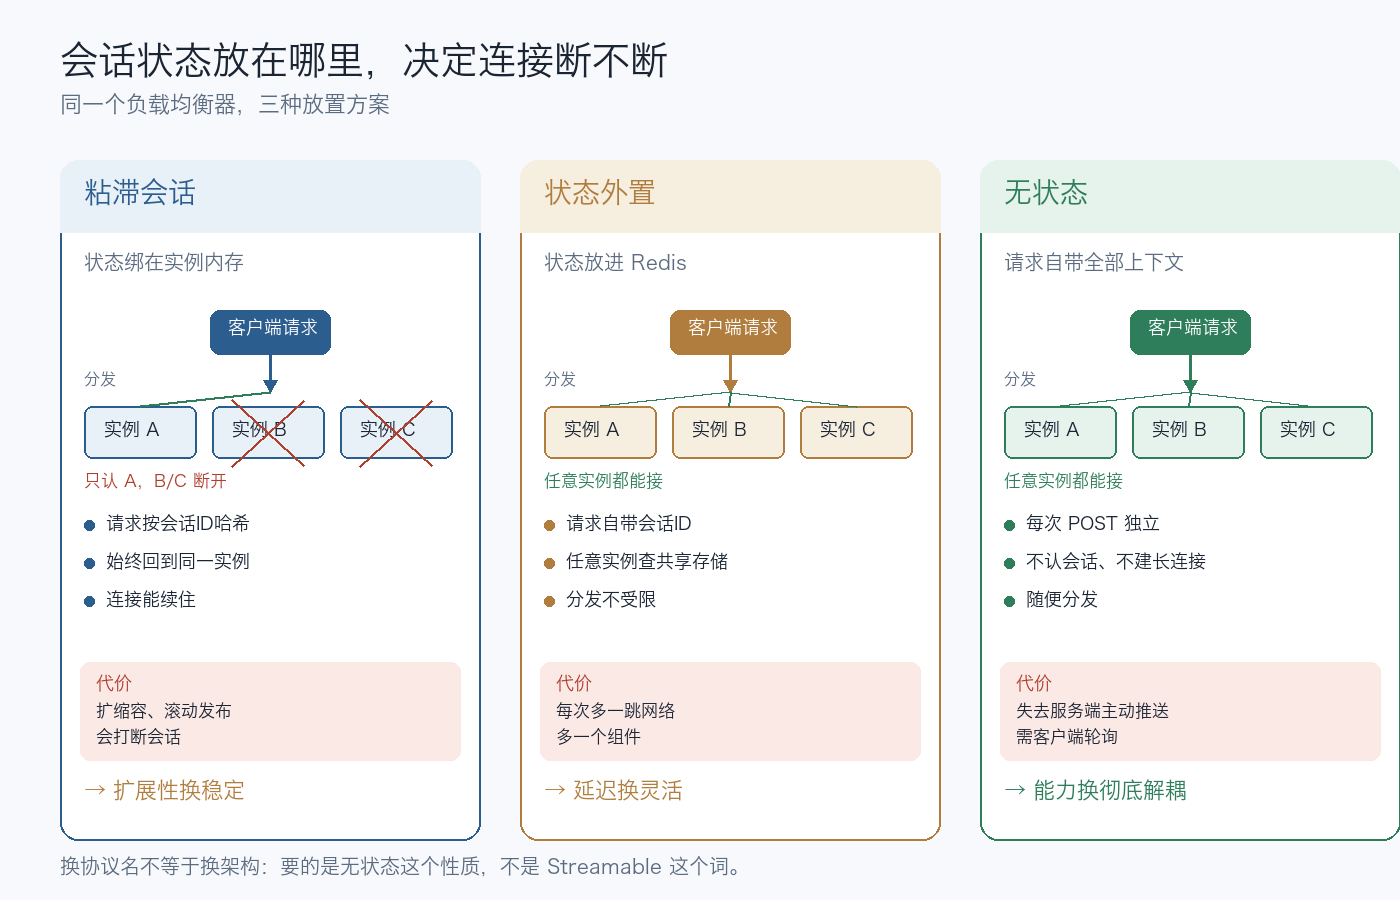 会话状态放在哪里，决定连接断不断
同一个负载均衡器，三种放置方案
粘滞会话
状态绑在实例内存
客户端请求
分发
实例 A
实例 B
实例 C
只认 A，B/C 断开
请求按会话ID哈希
始终回到同一实例
连接能续住
代价
扩缩容、滚动发布
会打断会话
→ 扩展性换稳定
状态外置
状态放进 Redis
客户端请求
分发
实例 A
实例 B
实例 C
任意实例都能接
请求自带会话ID
任意实例查共享存储
分发不受限
代价
每次多一跳网络
多一个组件
→ 延迟换灵活
无状态
请求自带全部上下文
客户端请求
分发
实例 A
实例 B
实例 C
任意实例都能接
每次 POST 独立
不认会话、不建长连接
随便分发
代价
失去服务端主动推送
需客户端轮询
→ 能力换彻底解耦
换协议名不等于换架构：要的是无状态这个性质，不是 Streamable 这个词。